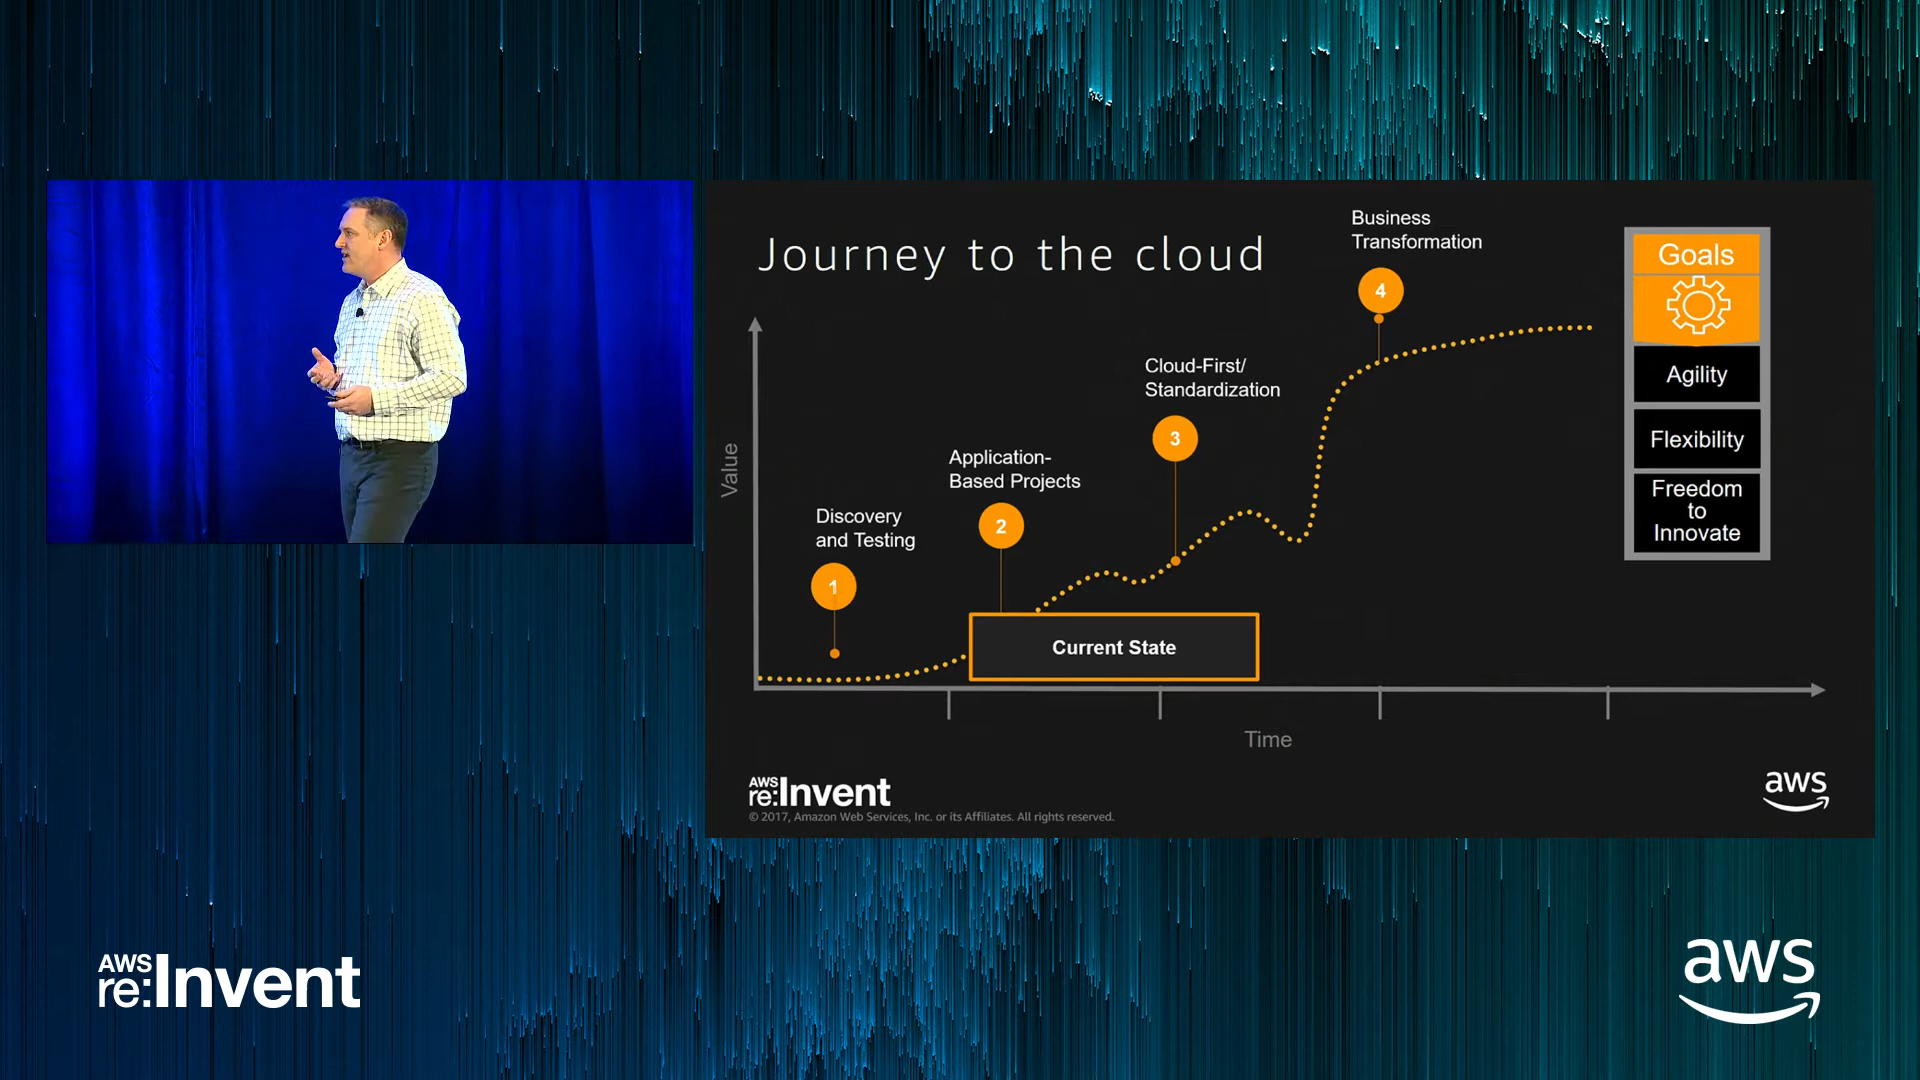 Journey to the cloud
Value
Discovery
and Testing
1
Application-
Based Projects
2
Cloud-First/
Standardization
3
Business
Transformation
4
Current State
Time
Goals
Agility
Flexibility
Freedom
to
Innovate
AWS
re:Invent
© 2017, Amazon Web Services, Inc. or its Affiliates. All rights reserved.
aws
AWS
re:Invent
aws